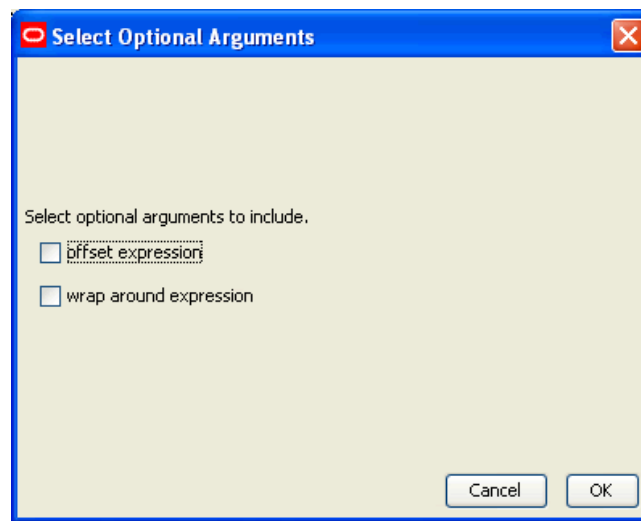 Select Optional Arguments
Select optional arguments to include.
offset expression
wrap around expression
Cancel OK